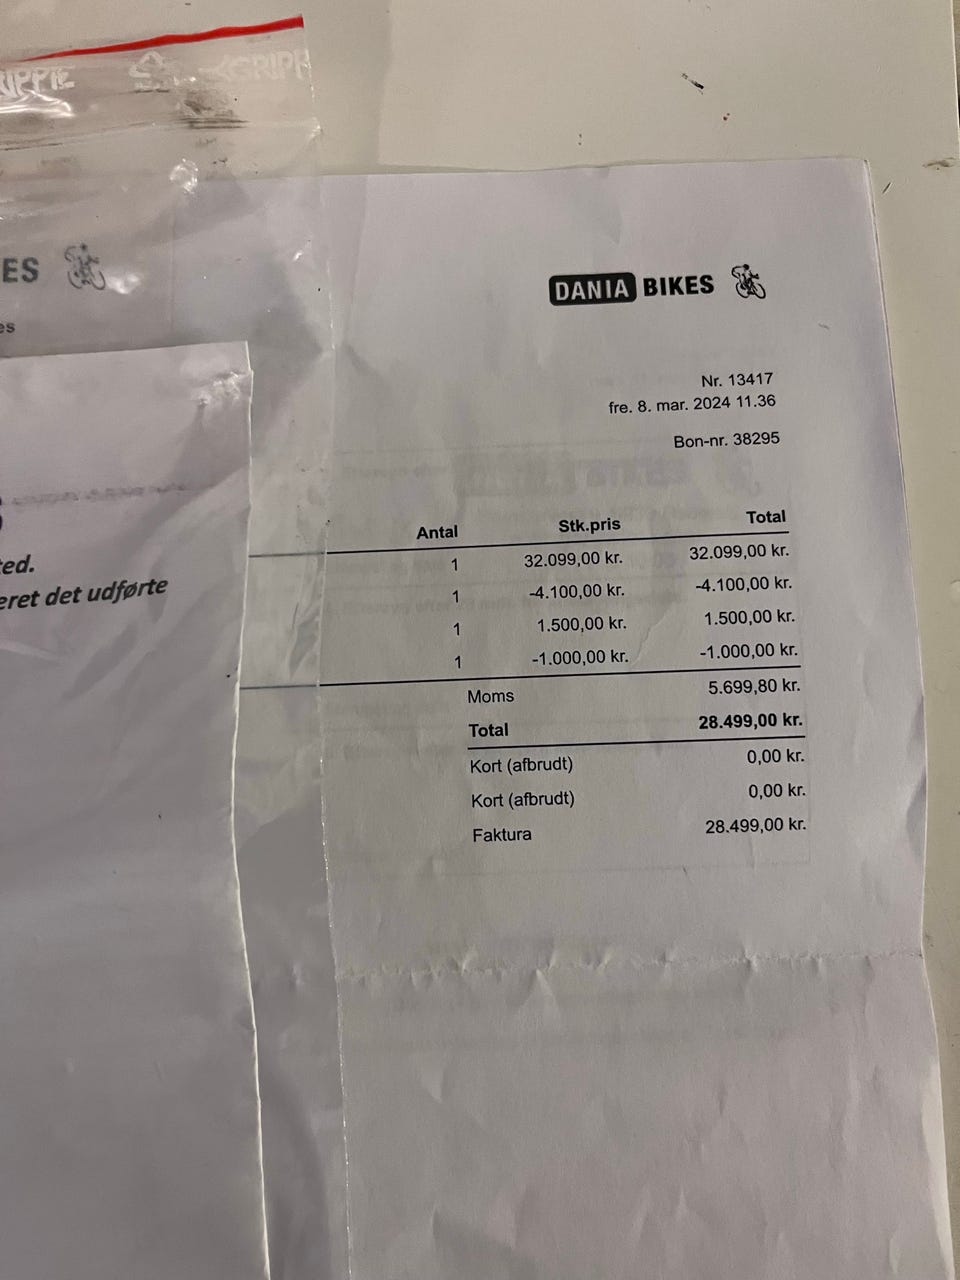 GRIPP
ES
es
ed.
eret det udførte
DANIA BIKES
Nr. 13417
fre. 8. mar. 2024 11.36
Bon-nr. 38295
Antal Stk.pris Total
1 32.099,00 kr. 32.099,00 kr.
1 -4.100,00 kr. -4.100,00 kr.
1 1.500,00 kr. 1.500,00 kr.
1 -1.000,00 kr. -1.000,00 kr.
Moms 5.699,80 kr.
Total 28.499,00 kr.
Kort (afbrudt) 0,00 kr.
Kort (afbrudt) 0,00 kr.
Faktura 28.499,00 kr.